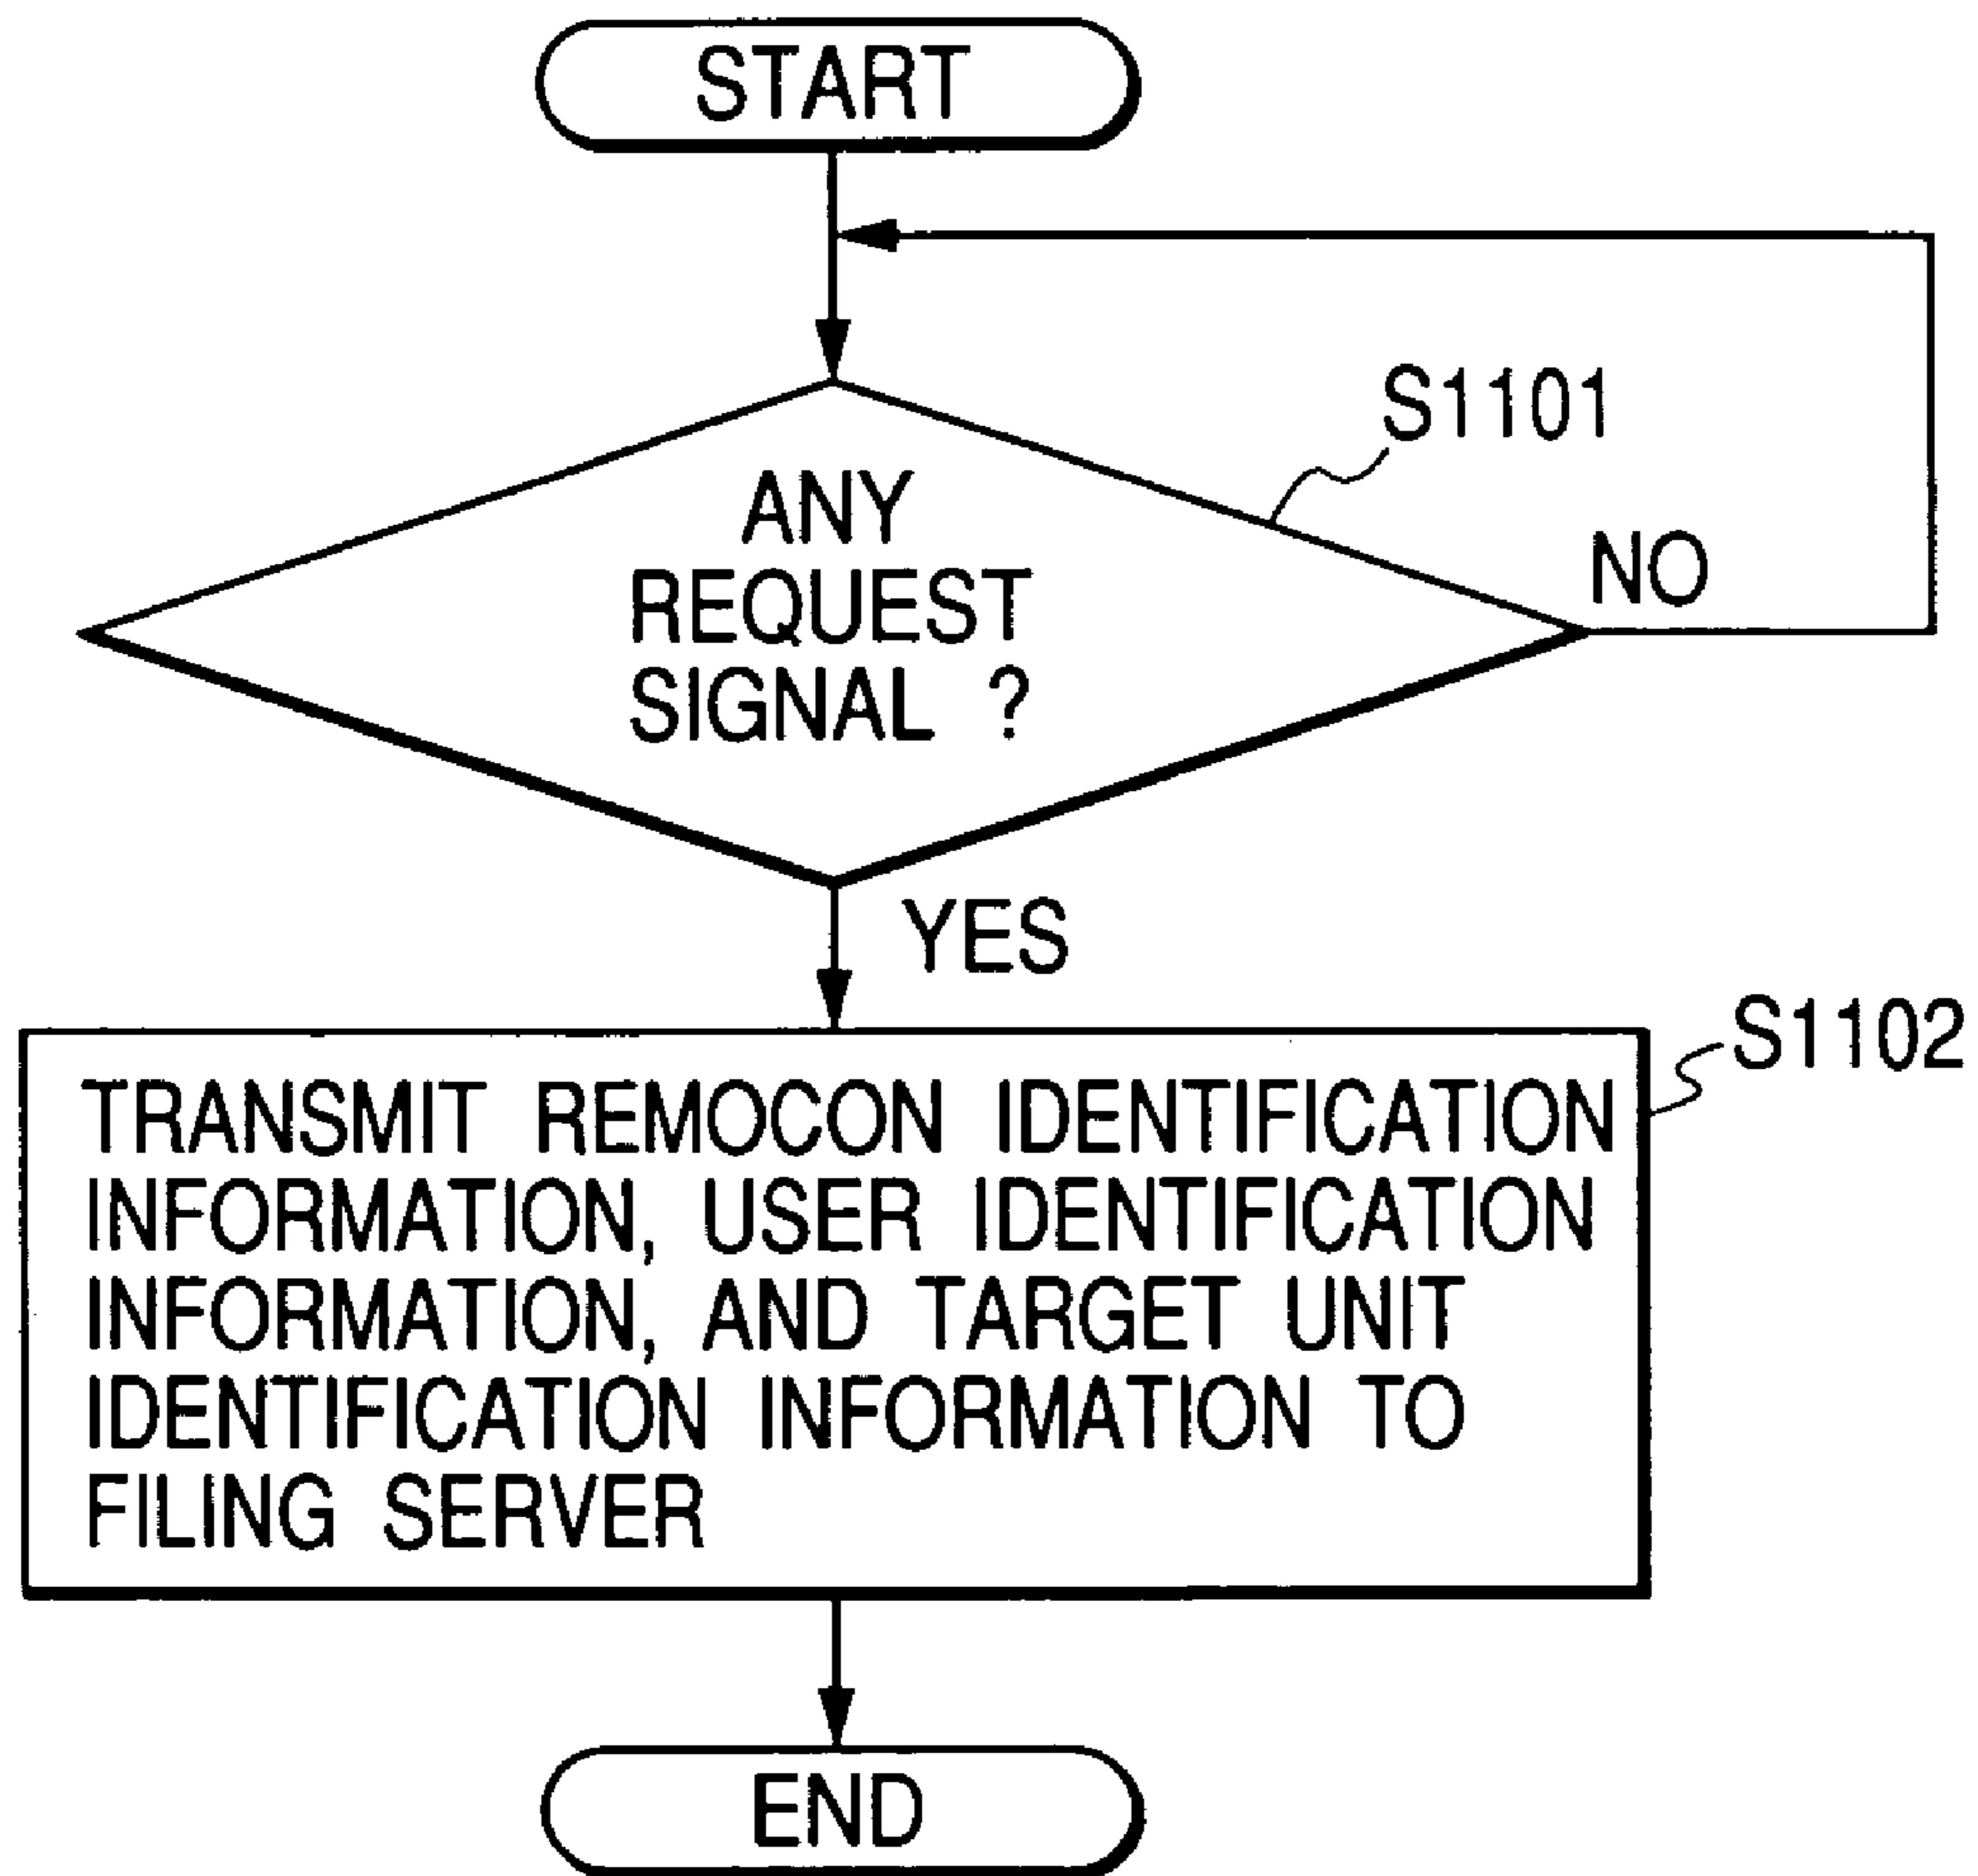 START
S1101
ANY
REQUEST
SIGNAL ?
NO
YES
S1102
TRANSMIT REMOCON IDENTIFICATION
INFORMATION, USER IDENTIFICATION
INFORMATION, AND TARGET UNIT
IDENTIFICATION INFORMATION TO
FILING SERVER
END